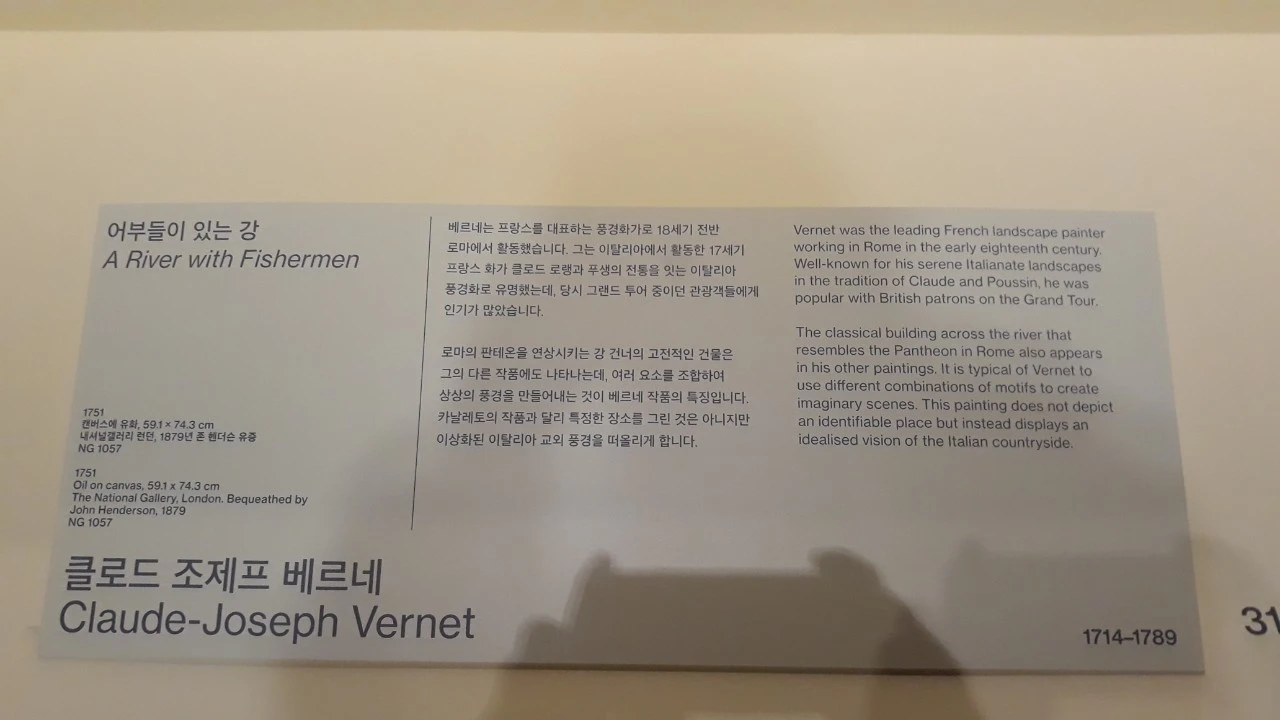 어부들이 있는 강
A River with Fishermen
1751
캔버스에 유화, 59.1 × 74.3 cm
내셔널갤러리 런던, 1879년 존 헨더슨 유증
NG 1057
1751
Oil on canvas, 59.1 x 74.3 cm
The National Gallery, London. Bequeathed by
John Henderson, 1879
NG 1057
베르네는 프랑스를 대표하는 풍경화가로 18세기 전반
로마에서 활동했습니다. 그는 이탈리아에서 활동한 17세기
프랑스 화가 클로드 로랭과 푸생의 전통을 잇는 이탈리아
풍경화로 유명했는데, 당시 그랜드 투어 중이던 관광객들에게
인기가 많았습니다.
로마의 판테온을 연상시키는 강 건너의 고전적인 건물은
그의 다른 작품에도 나타나는데, 여러 요소를 조합하여
상상의 풍경을 만들어내는 것이 베르네 작품의 특징입니다.
카날레토의 작품과 달리 특정한 장소를 그린 것은 아니지만
이상화된 이탈리아 교외 풍경을 떠올리게 합니다.
Vernet was the leading French landscape painter
working in Rome in the early eighteenth century.
Well-known for his serene Italianate landscapes
in the tradition of Claude and Poussin, he was
popular with British patrons on the Grand Tour.
The classical building across the river that
resembles the Pantheon in Rome also appears
in his other paintings. It is typical of Vernet to
use different combinations of motifs to create
imaginary scenes. This painting does not depict
an identifiable place but instead displays an
idealised vision of the Italian countryside.
클로드 조제프 베르네
Claude-Joseph Vernet
1714–1789
31